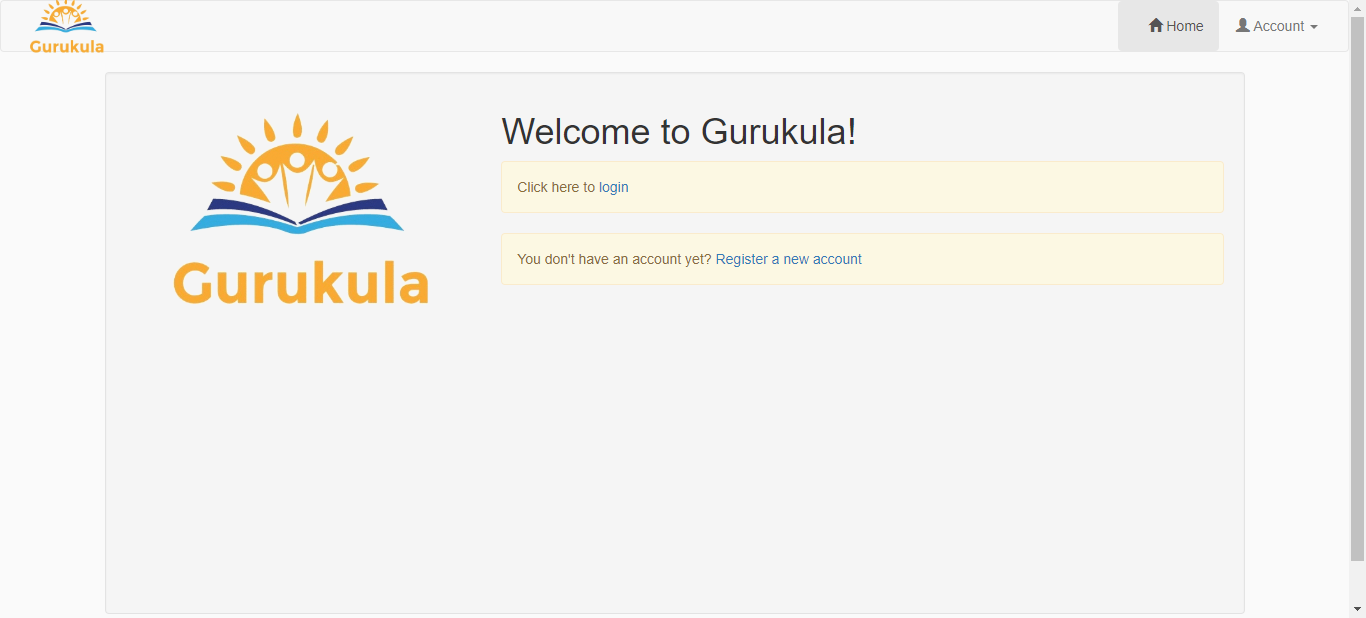 Gurukula
Home
Account
Gurukula
Welcome to Gurukula!
Click here to login
You don't have an account yet? Register a new account